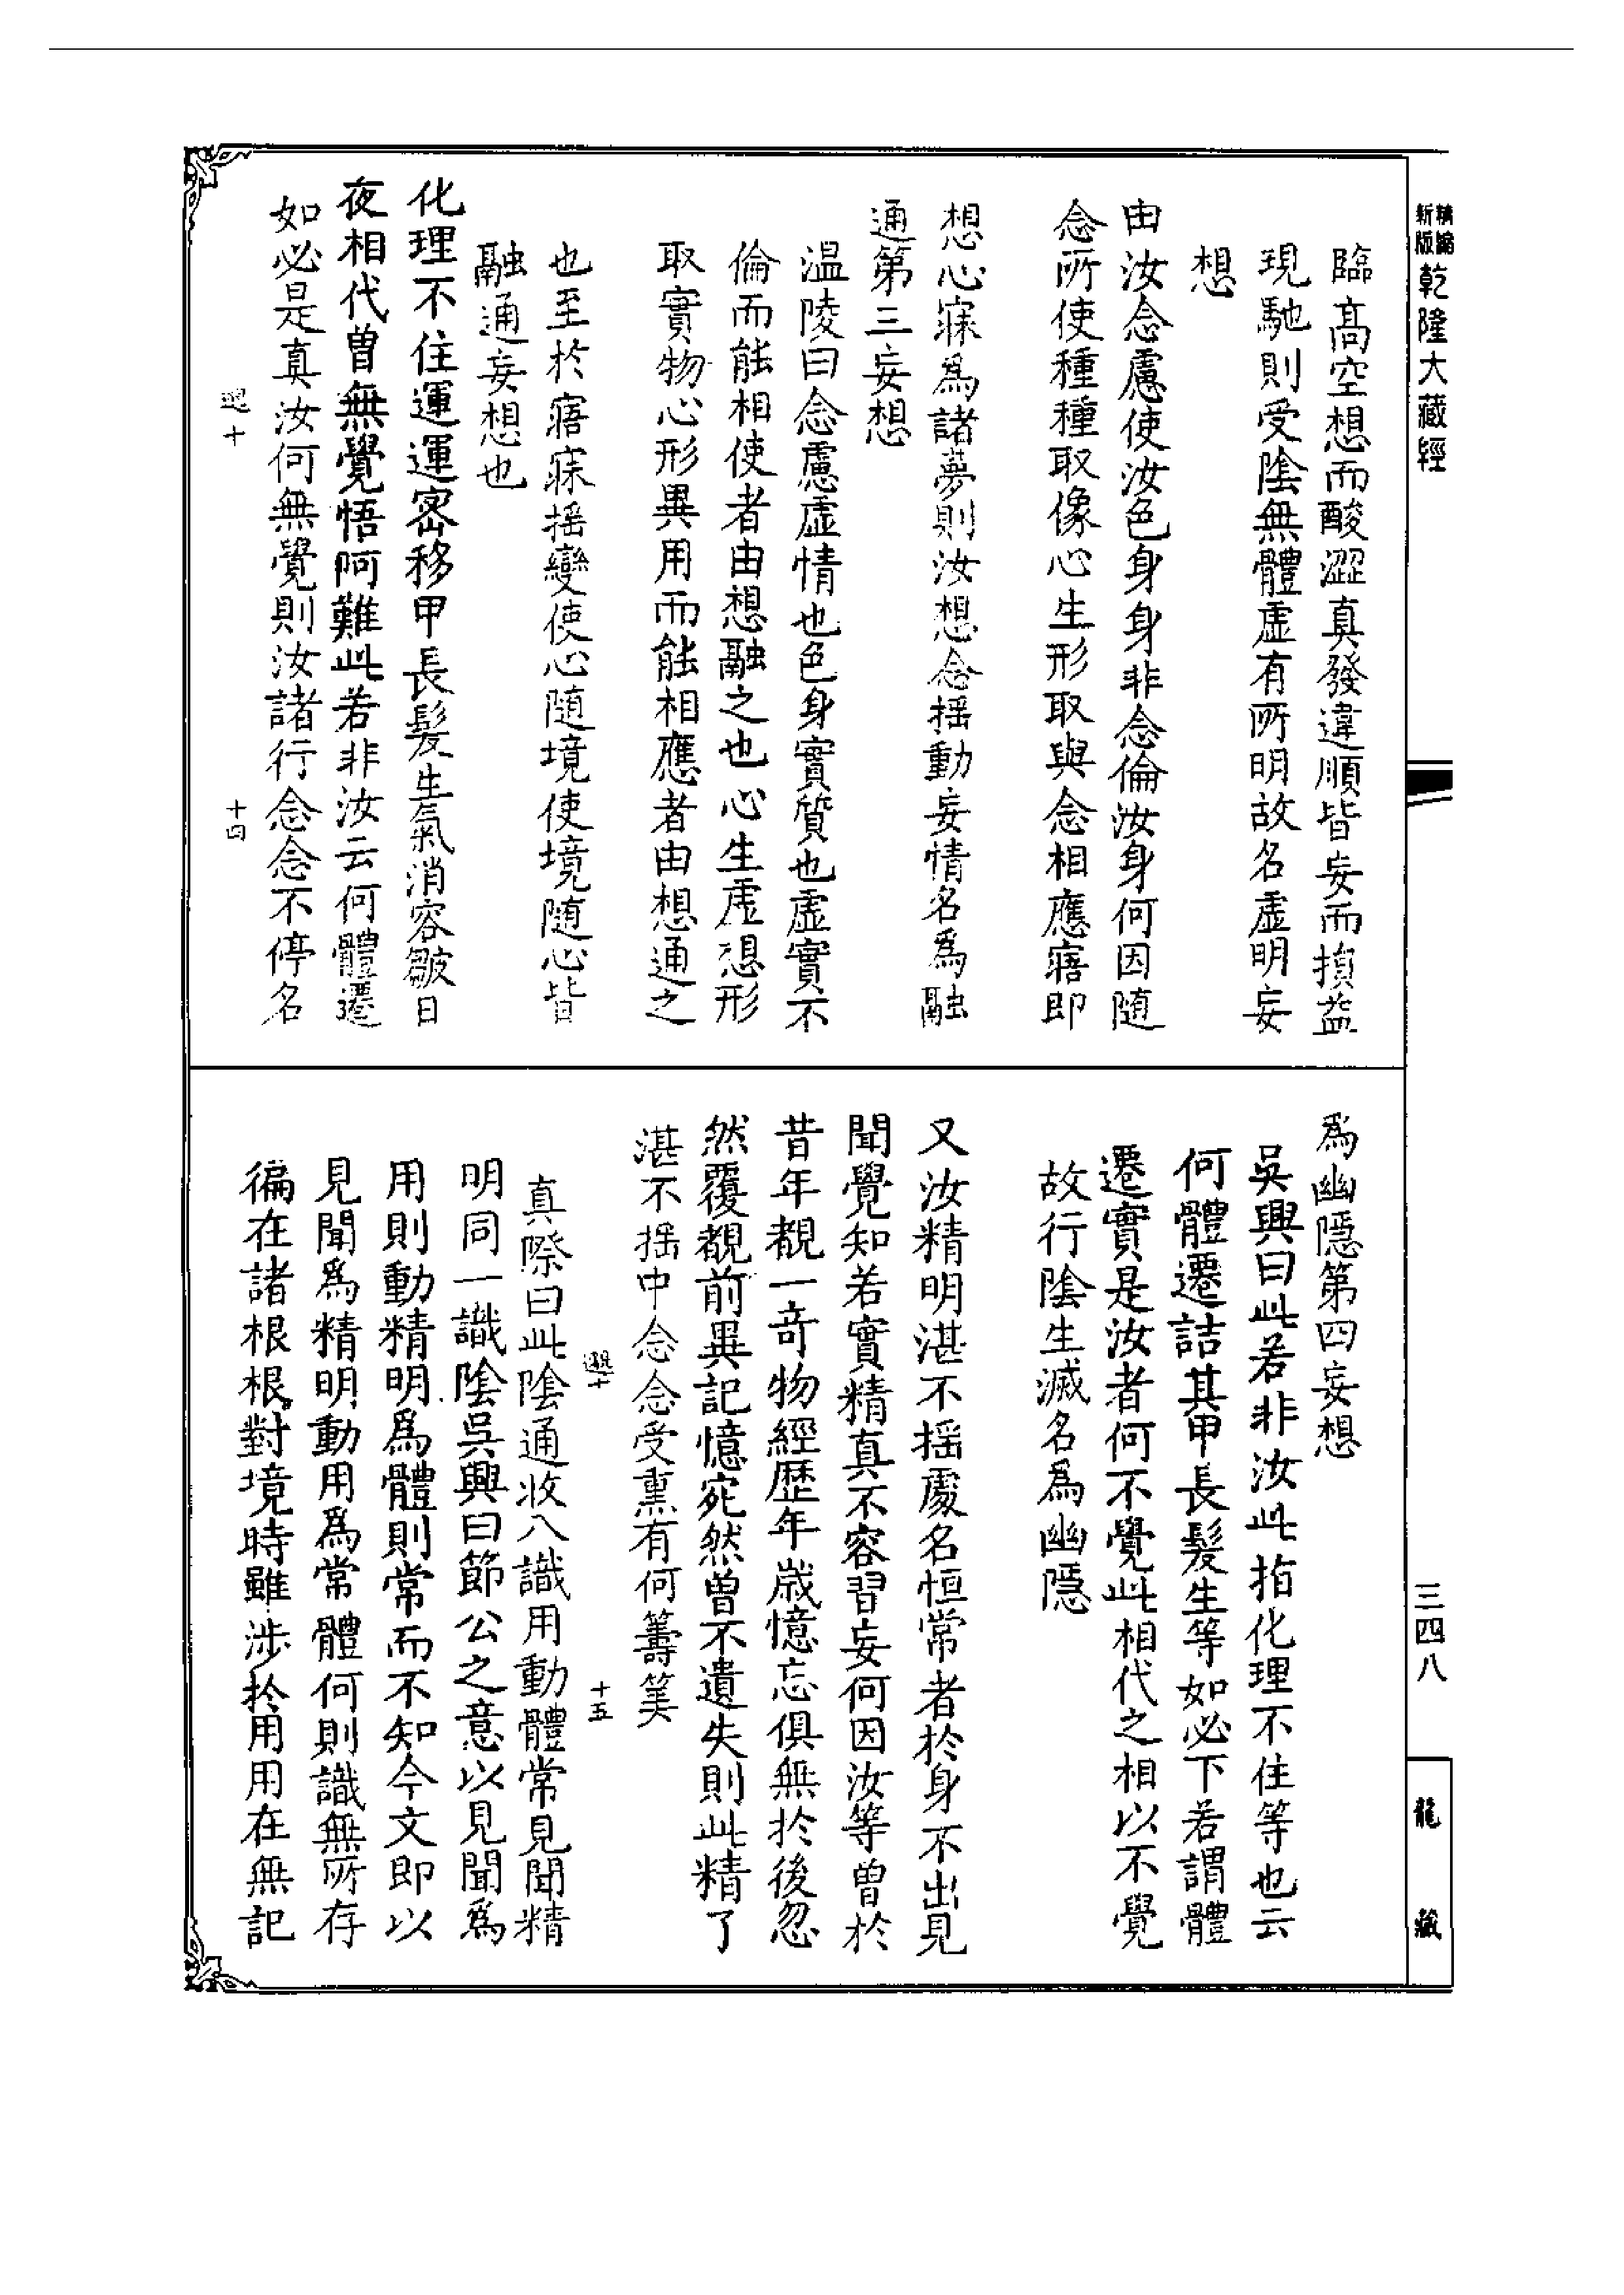 精編
新版
乾隆大藏經
三四八
龍藏
臨高空想而酸澀真發違順皆妄而損益
現馳則受陰無體虛有所明故名虛明妄
想
由汝念慮使汝色身身非念倫汝身何因隨
念所使種種取像心生形取與念相應寤即
想心寐為諸夢則汝想念搖動妄情名為融
通第三妄想
溫陵曰念慮虛情也色身實質也虛實不
倫而能相使者由想融之也心生虛想形
取實物心形異用而能相應者由想通之
也至於寤寐搖變使心隨境使境隨心皆
融通妄想也
化理不住運運密移甲長髮生氣消容皺日
夜相代曾無覺悟阿難此若非汝云何體遷
如必是真汝何無覺則汝諸行念念不停名
十
十四
為幽隱第四妄想
吳興曰此若非汝此指化理不住等也云
何體遷詰其甲長髮生等如必下若謂體
遷實是汝者何不覺此相代之相以不覺
故行陰生滅名為幽隱
又汝精明湛不搖處名恒常者於身不出見
聞覺知若實精真不容習妄何因汝等曾於
昔年覩一奇物經歷年歲憶忘俱無於後忽
然覆覩前異記憶宛然曾不遺失則此精了
湛不搖中念念受熏有何籌筭
十
十五
真際曰此陰通收八識用動體常見聞精
明同一識陰吳興曰節公之意以見聞為
用則動精明為體則常而不知今文即以
見聞為精明動用為常體何則識無所存
徧在諸根根對境時雖涉於用用在無記